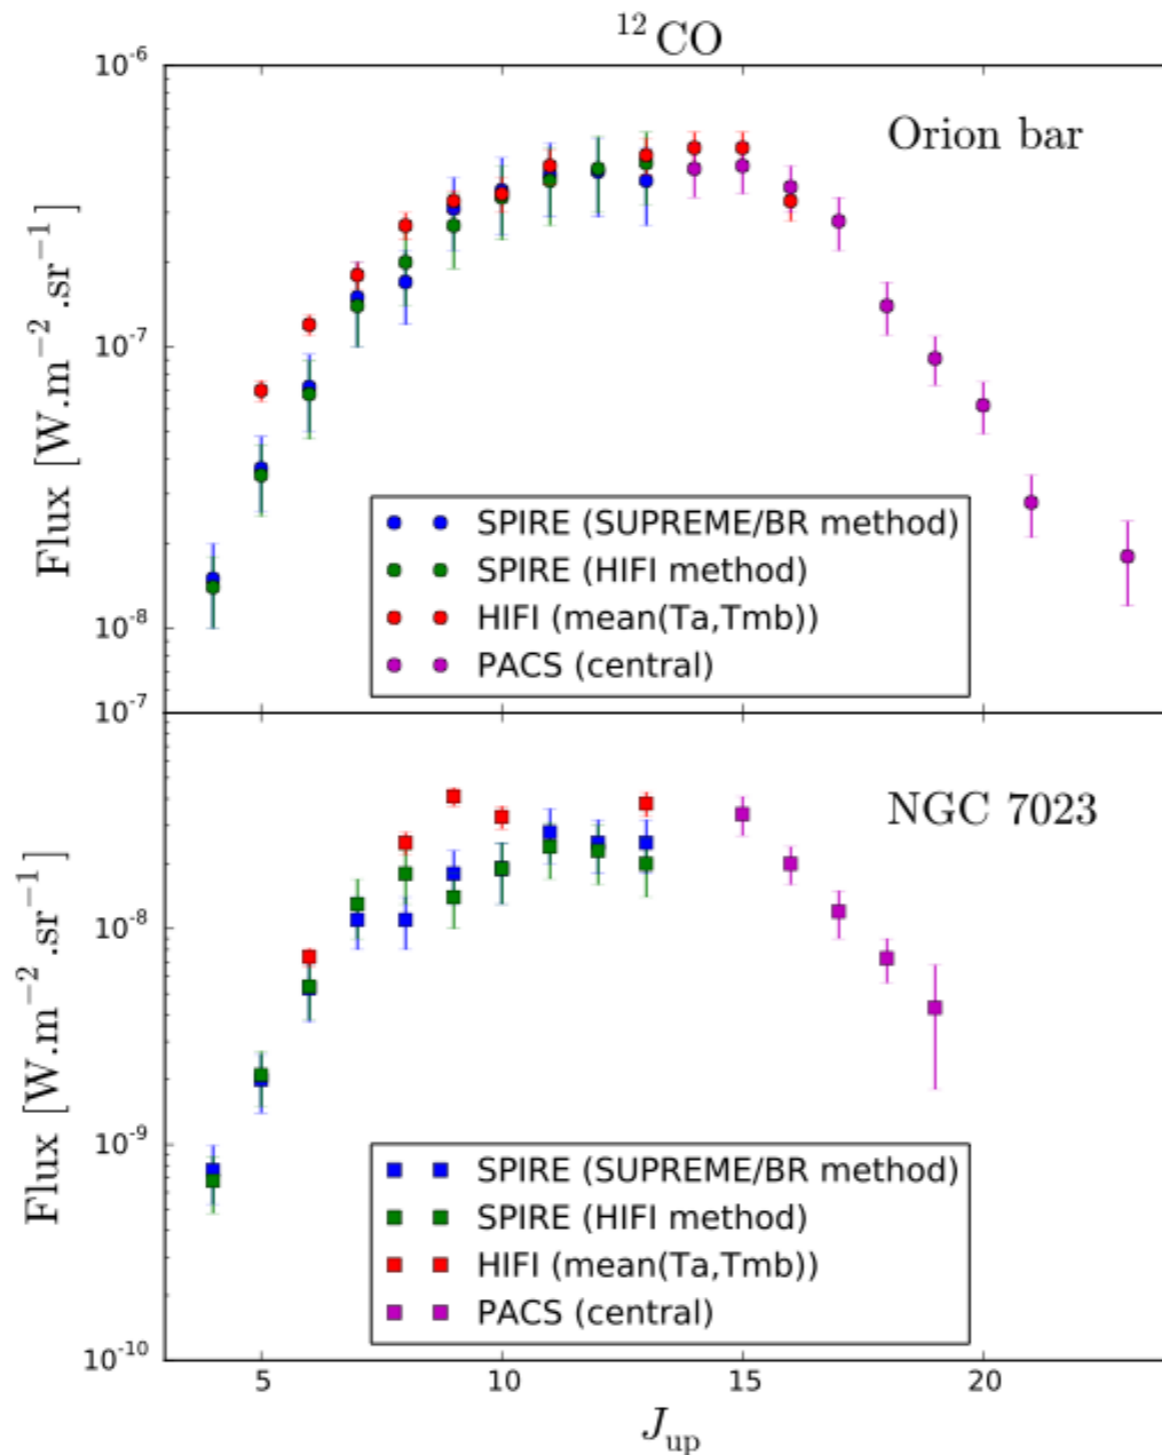 ¹²CO
10⁻⁶
Orion bar
10⁻⁷
Flux [W.m⁻².sr⁻¹]
10⁻⁸
SPIRE (SUPREME/BR method)
SPIRE (HIFI method)
HIFI (mean(Ta,Tmb))
PACS (central)
10⁻⁷
NGC 7023
10⁻⁸
Flux [W.m⁻².sr⁻¹]
10⁻⁹
SPIRE (SUPREME/BR method)
SPIRE (HIFI method)
HIFI (mean(Ta,Tmb))
PACS (central)
10⁻¹⁰
5 10 15 20
J_up